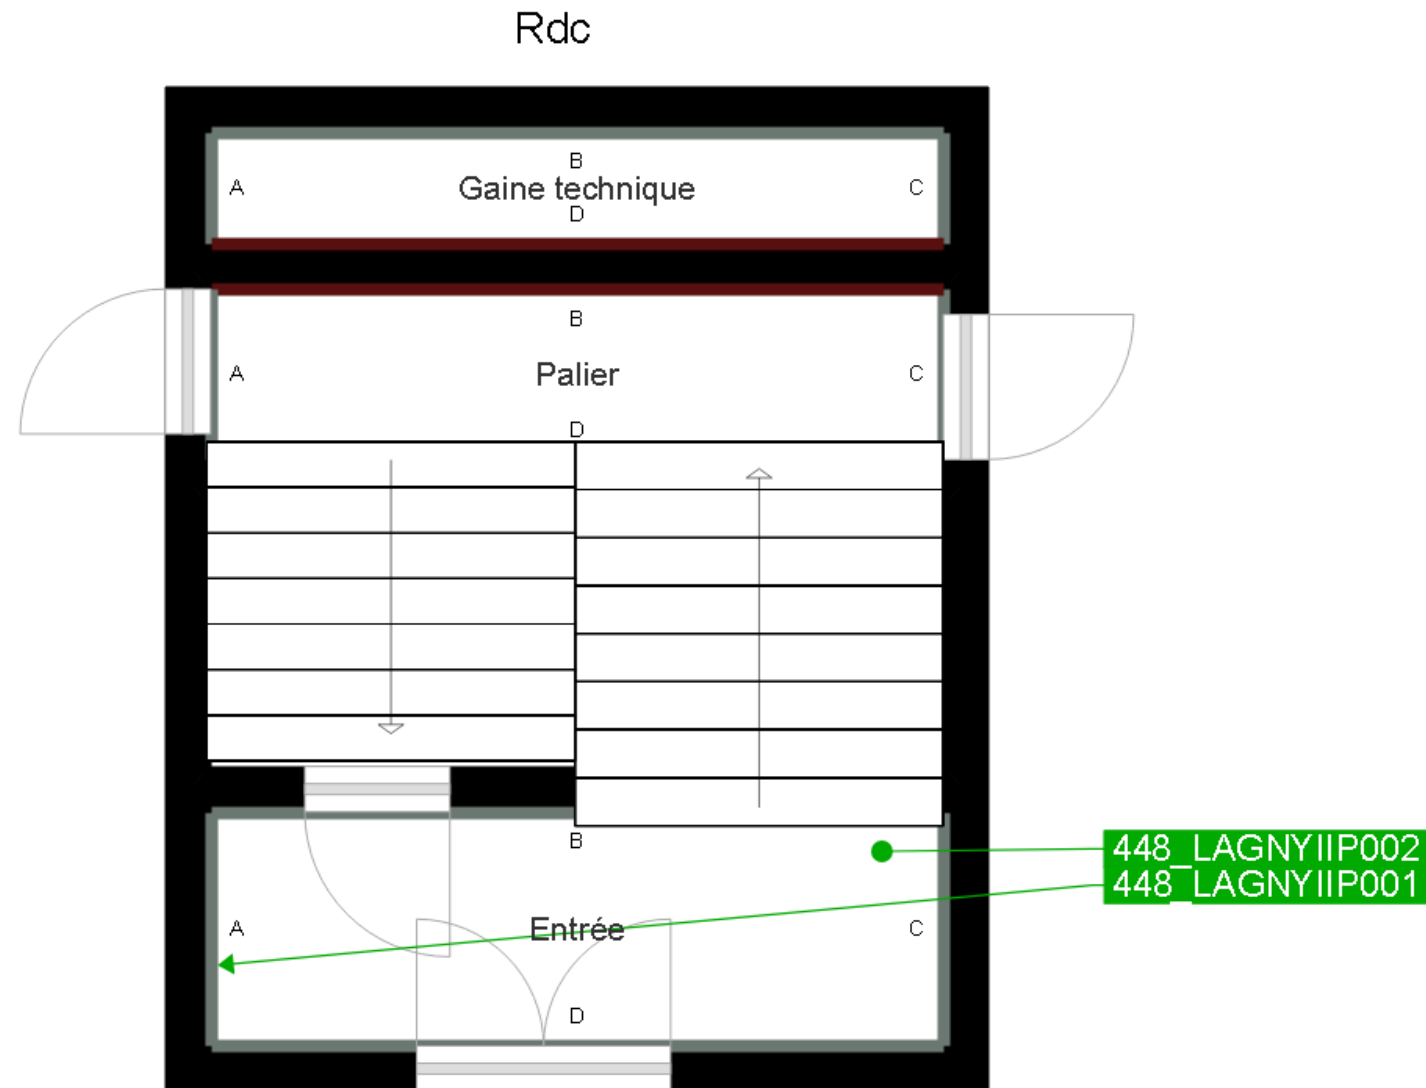 Rdc
B
A Gaine technique C
D
B
A Palier C
D
B
448_LAGNYIIP002
448_LAGNYIIP001
A Entrée C
D